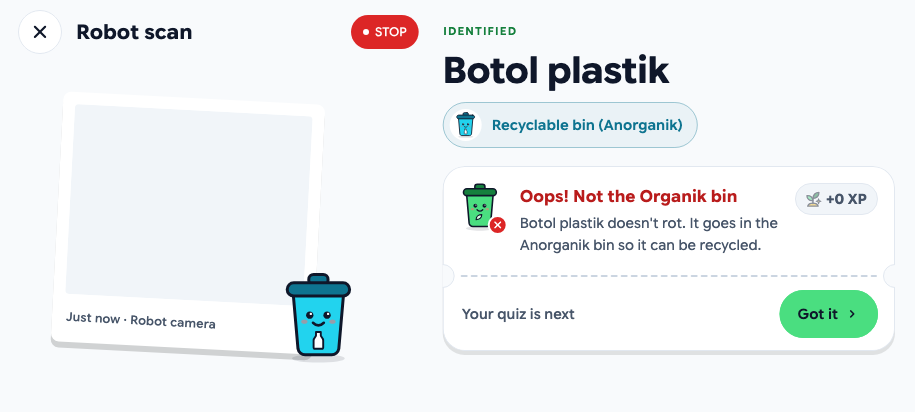 Robot scan
STOP
Just now · Robot camera
IDENTIFIED
Botol plastik
Recyclable bin (Anorganik)
Oops! Not the Organik bin
+0 XP
Botol plastik doesn't rot. It goes in the
Anorganik bin so it can be recycled.
Your quiz is next
Got it